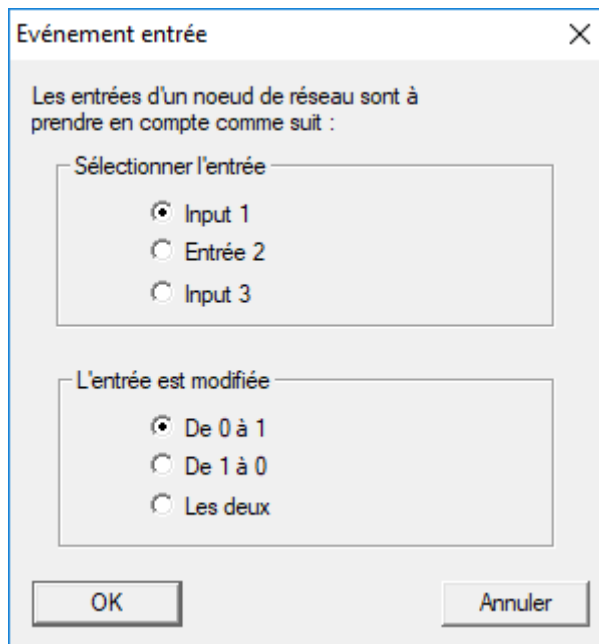 Evénement entrée
Les entrées d'un noeud de réseau sont à
prendre en compte comme suit :
Sélectionner l'entrée
Input 1
Entrée 2
Input 3
L'entrée est modifiée
De 0 à 1
De 1 à 0
Les deux
OK
Annuler